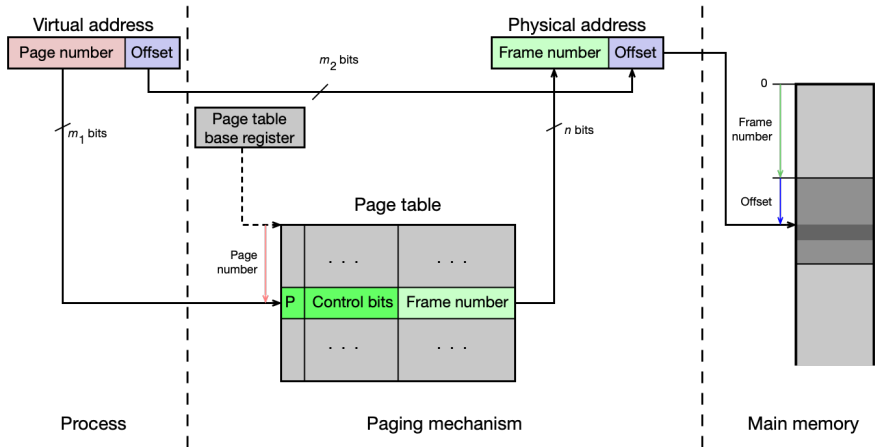 Virtual address
Page number
Offset
m2 bits
Physical address
Frame number
Offset
m1 bits
Page table
base register
n bits
0
Frame
number
Offset
Page table
Page
number
. . .
. . .
P
Control bits
Frame number
. . .
. . .
Process
Paging mechanism
Main memory